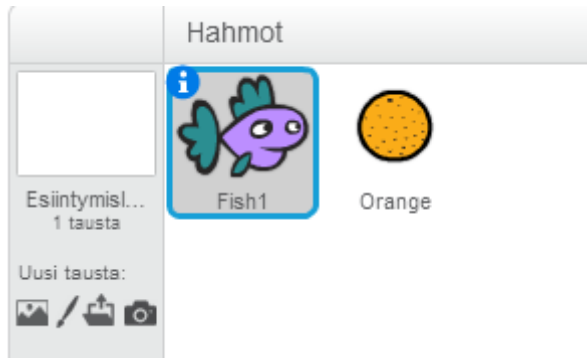 Hahmot
Fish1
Orange
Esiintymisl...
1 tausta
Uusi tausta: